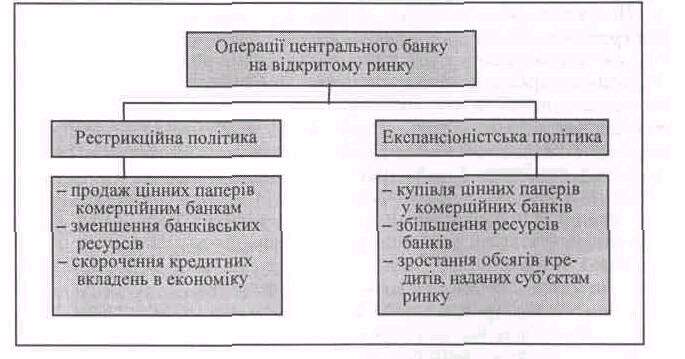 Операції центрального банку
на відкритому ринку
Рестрикційна політика
Експансіоністська політика
– продаж цінних паперів
комерційним банкам
– зменшення банківських
ресурсів
– скорочення кредитних
вкладень в економіку
– купівля цінних паперів
у комерційних банків
– збільшення ресурсів
банків
– зростання обсягів кре-
дитів, наданих суб’єктам
ринку